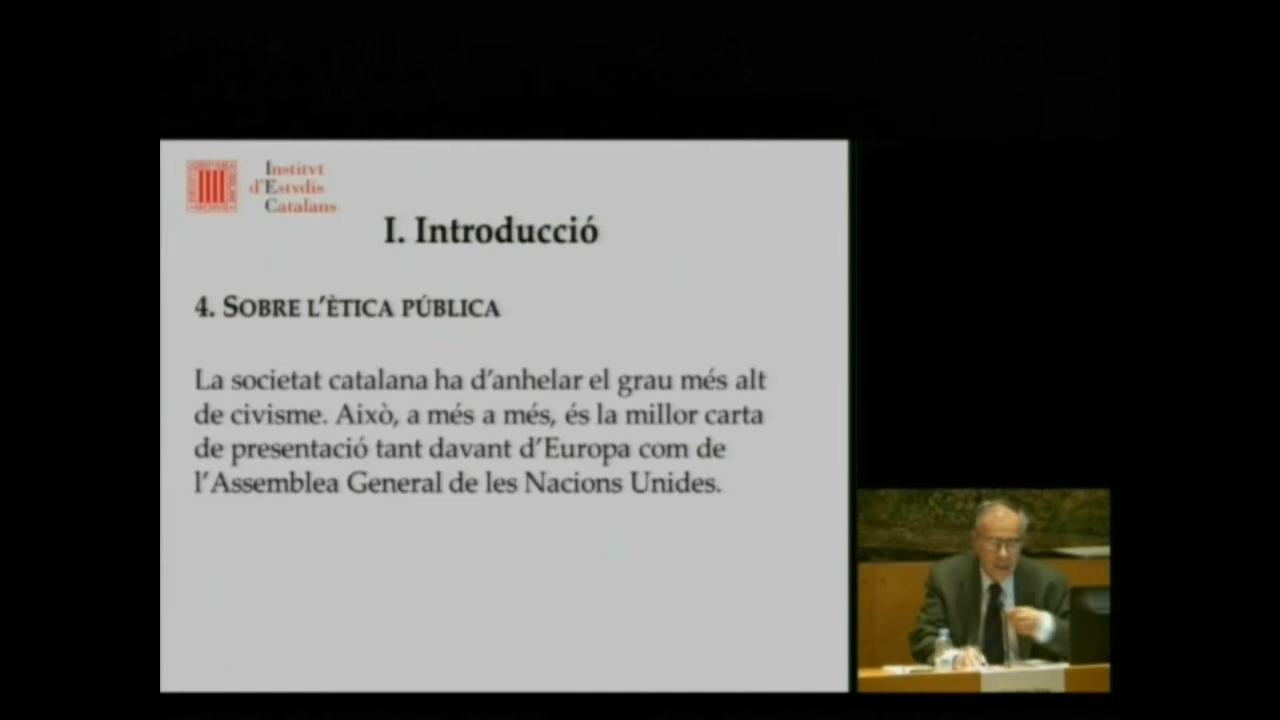 Institvt
d'Estvdis
Catalans
I. Introducció
4. SOBRE L'ÈTICA PÚBLICA
La societat catalana ha d'anhelar el grau més alt
de civisme. Això, a més a més, és la millor carta
de presentació tant davant d'Europa com de
l'Assemblea General de les Nacions Unides.